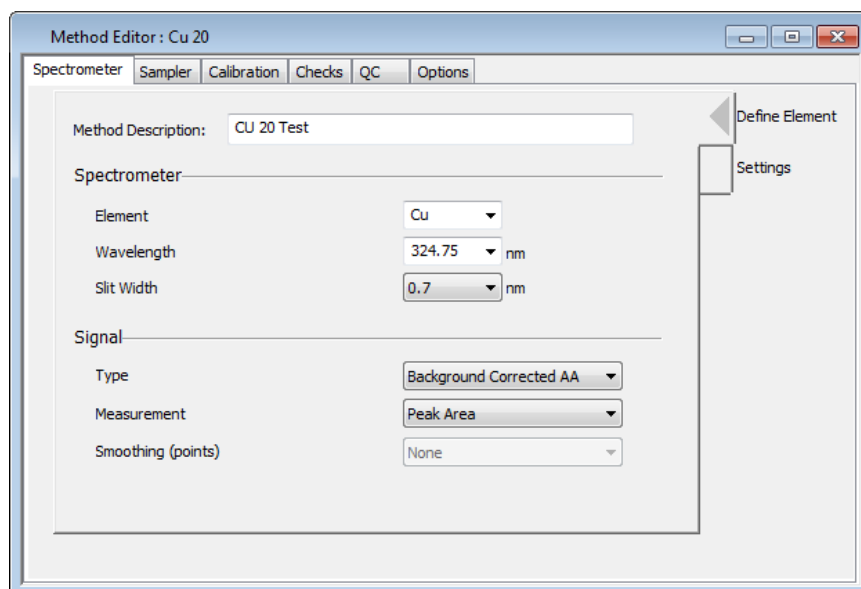 Method Editor : Cu 20
Spectrometer Sampler Calibration Checks QC Options
Method Description: CU 20 Test
Define Element
Settings
Spectrometer
Element Cu
Wavelength 324.75 nm
Slit Width 0.7 nm
Signal
Type Background Corrected AA
Measurement Peak Area
Smoothing (points) None